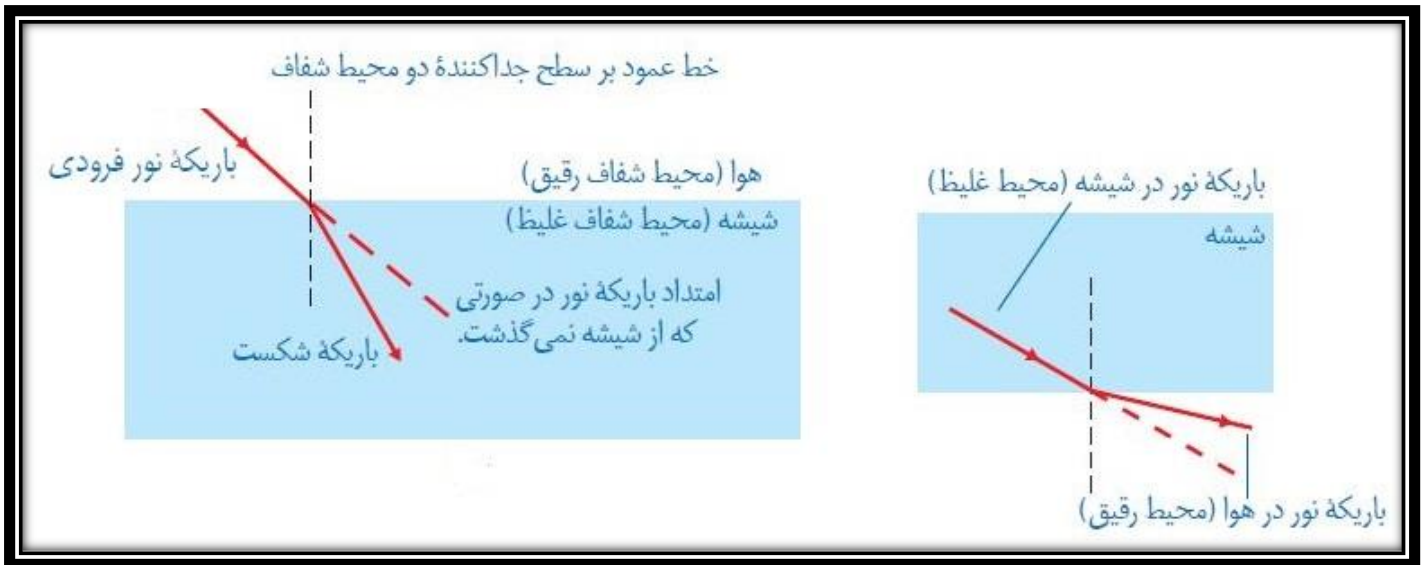 خط عمود بر سطح جداکنندهٔ دو محیط شفاف
باریکهٔ نور فرودی
هوا (محیط شفاف رقیق)
شیشه (محیط شفاف غلیظ)
امتداد باریکهٔ نور در صورتی
که از شیشه نمی‌گذشت.
باریکهٔ شکست
باریکهٔ نور در شیشه (محیط غلیظ)
شیشه
باریکهٔ نور در هوا (محیط رقیق)